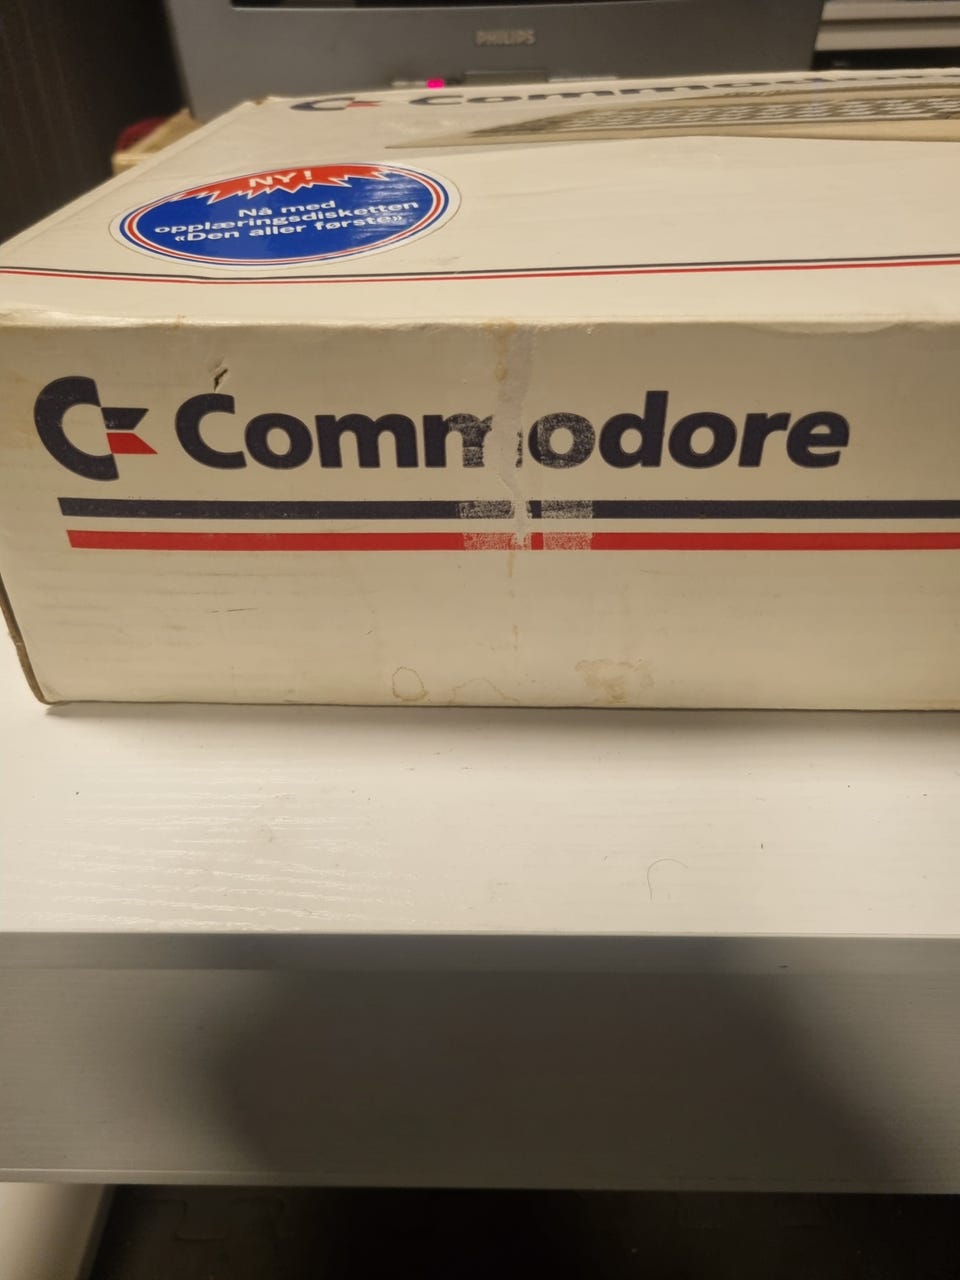 PHILIPS
Commodore
NY!
Nå med
opplæringsdisketten
«Den aller første»
Commodore